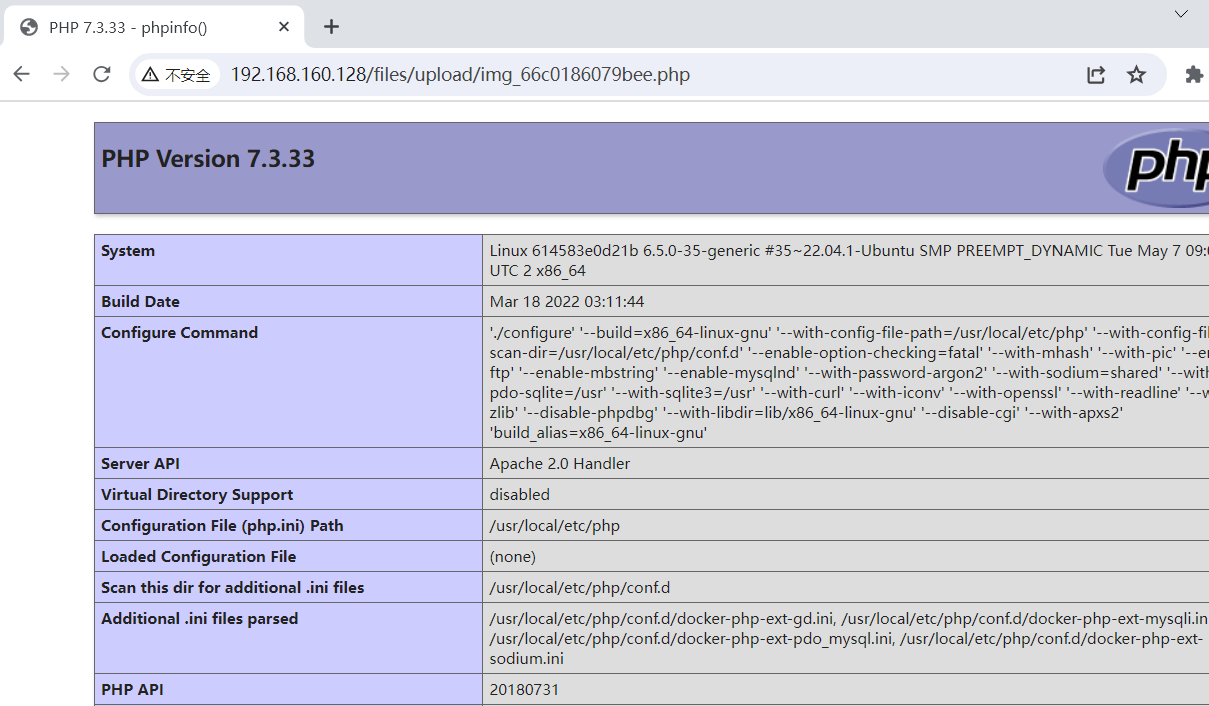 PHP 7.3.33 - phpinfo()
不安全 192.168.160.128/files/upload/img_66c0186079bee.php
PHP Version 7.3.33
php
System
Linux 614583e0d21b 6.5.0-35-generic #35~22.04.1-Ubuntu SMP PREEMPT_DYNAMIC Tue May 7 09:
UTC 2 x86_64
Build Date
Mar 18 2022 03:11:44
Configure Command
'./configure' '--build=x86_64-linux-gnu' '--with-config-file-path=/usr/local/etc/php' '--with-config-fil
scan-dir=/usr/local/etc/php/conf.d' '--enable-option-checking=fatal' '--with-mhash' '--with-pic' '--en
ftp' '--enable-mbstring' '--enable-mysqlnd' '--with-password-argon2' '--with-sodium=shared' '--with
pdo-sqlite=/usr' '--with-sqlite3=/usr' '--with-curl' '--with-iconv' '--with-openssl' '--with-readline' '--w
zlib' '--disable-phpdbg' '--with-libdir=lib/x86_64-linux-gnu' '--disable-cgi' '--with-apxs2'
'build_alias=x86_64-linux-gnu'
Server API
Apache 2.0 Handler
Virtual Directory Support
disabled
Configuration File (php.ini) Path
/usr/local/etc/php
Loaded Configuration File
(none)
Scan this dir for additional .ini files
/usr/local/etc/php/conf.d
Additional .ini files parsed
/usr/local/etc/php/conf.d/docker-php-ext-gd.ini, /usr/local/etc/php/conf.d/docker-php-ext-mysqli.in
/usr/local/etc/php/conf.d/docker-php-ext-pdo_mysql.ini, /usr/local/etc/php/conf.d/docker-php-ext-
sodium.ini
PHP API
20180731